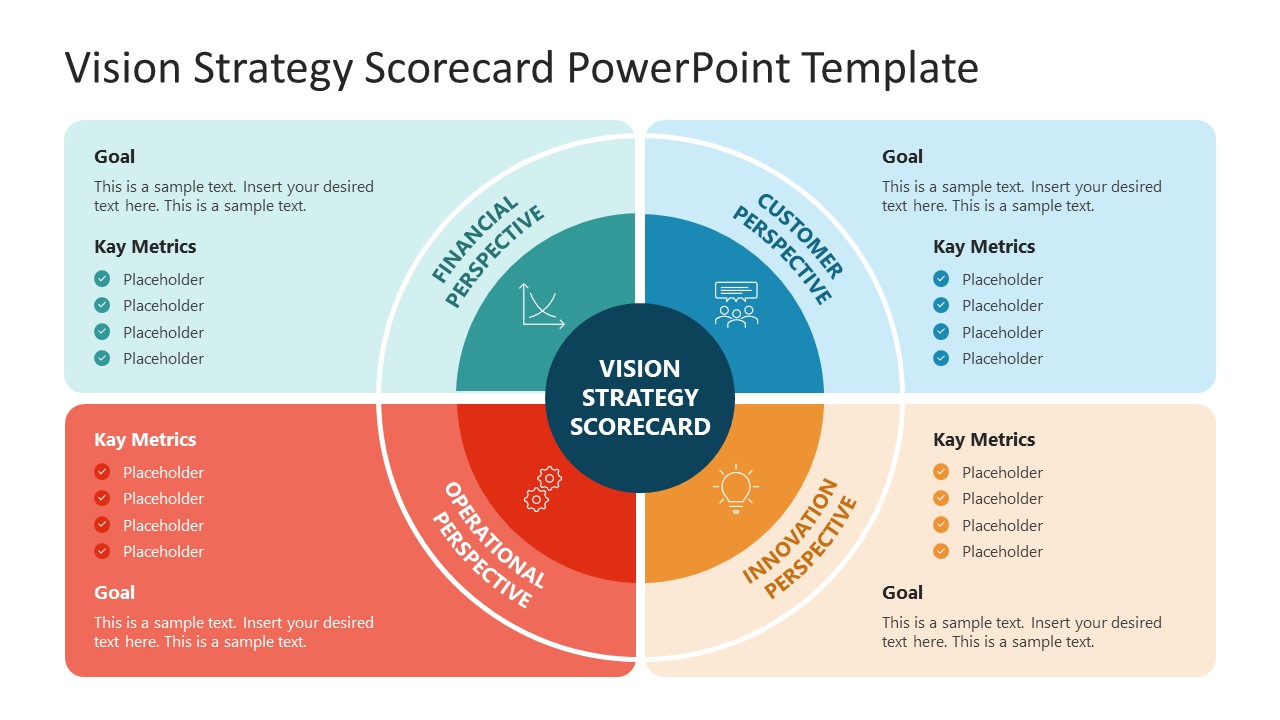 Vision Strategy Scorecard PowerPoint Template
Goal
This is a sample text. Insert your desired
text here. This is a sample text.
Kay Metrics
Placeholder
Placeholder
Placeholder
Placeholder
FINANCIAL
PERSPECTIVE
CUSTOMER
PERSPECTIVE
Goal
This is a sample text. Insert your desired
text here. This is a sample text.
Kay Metrics
Placeholder
Placeholder
Placeholder
Placeholder
VISION
STRATEGY
SCORECARD
Kay Metrics
Placeholder
Placeholder
Placeholder
Placeholder
Goal
This is a sample text. Insert your desired
text here. This is a sample text.
OPERATIONAL
PERSPECTIVE
INNOVATION
PERSPECTIVE
Kay Metrics
Placeholder
Placeholder
Placeholder
Placeholder
Goal
This is a sample text. Insert your desired
text here. This is a sample text.